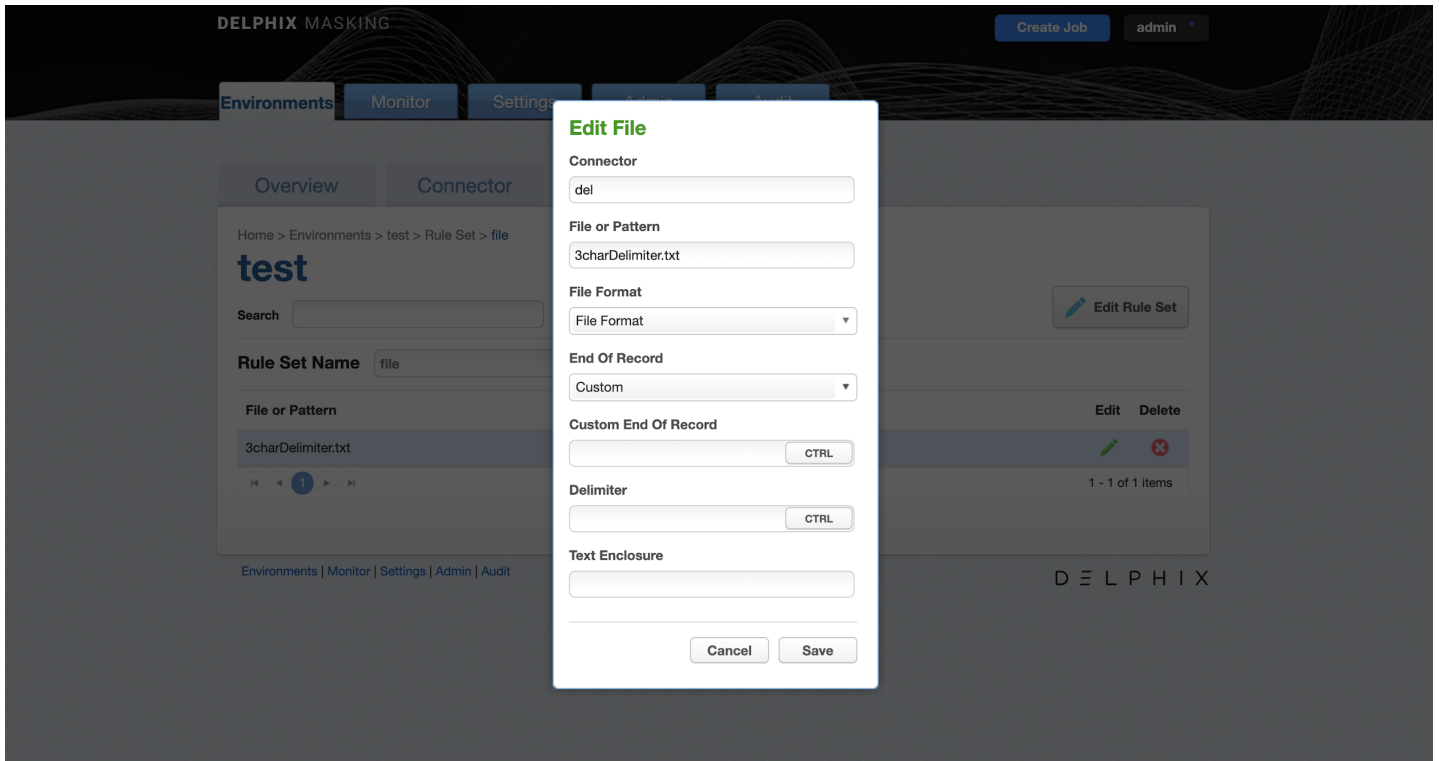 DELPHIX MASKING
Create Job
admin
Environments
Monitor
Settings
Admin
Audit
Overview
Connector
Home > Environments > test > Rule Set > file
test
Search
Edit Rule Set
Rule Set Name
file
File or Pattern
Edit
Delete
3charDelimiter.txt
1
1 - 1 of 1 items
Environments | Monitor | Settings | Admin | Audit
DELPHIX
Edit File
Connector
del
File or Pattern
3charDelimiter.txt
File Format
File Format
End Of Record
Custom
Custom End Of Record
CTRL
Delimiter
CTRL
Text Enclosure
Cancel
Save